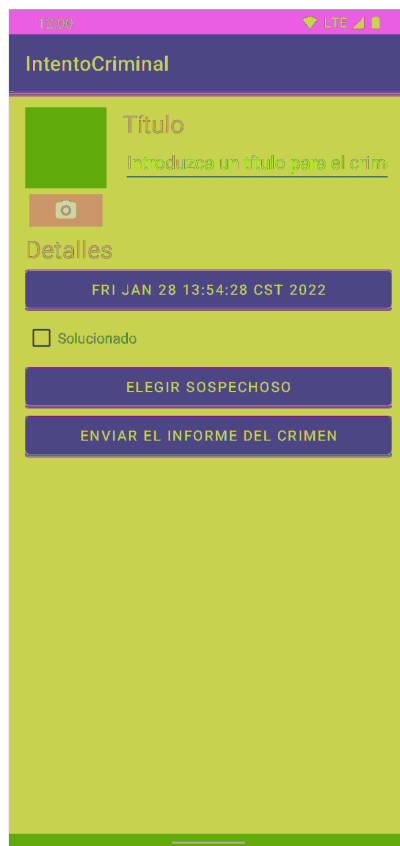 12:00 LTE
IntentoCriminal
Título
Introduzca un título para el crim
Detalles
FRI JAN 28 13:54:28 CST 2022
Solucionado
ELEGIR SOSPECHOSO
ENVIAR EL INFORME DEL CRIMEN